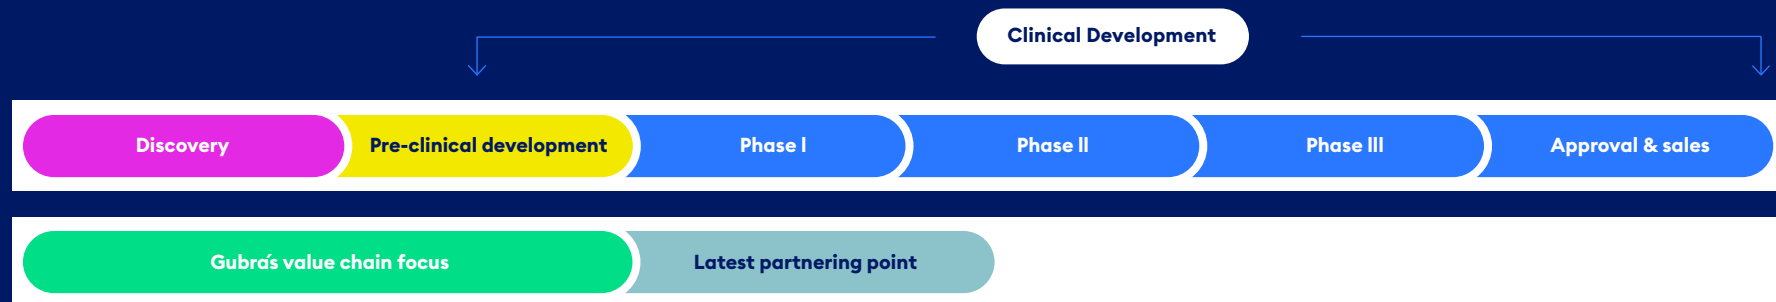 Clinical Development
Discovery
Pre-clinical development
Phase I
Phase II
Phase III
Approval & sales
Gubra´s value chain focus
Latest partnering point